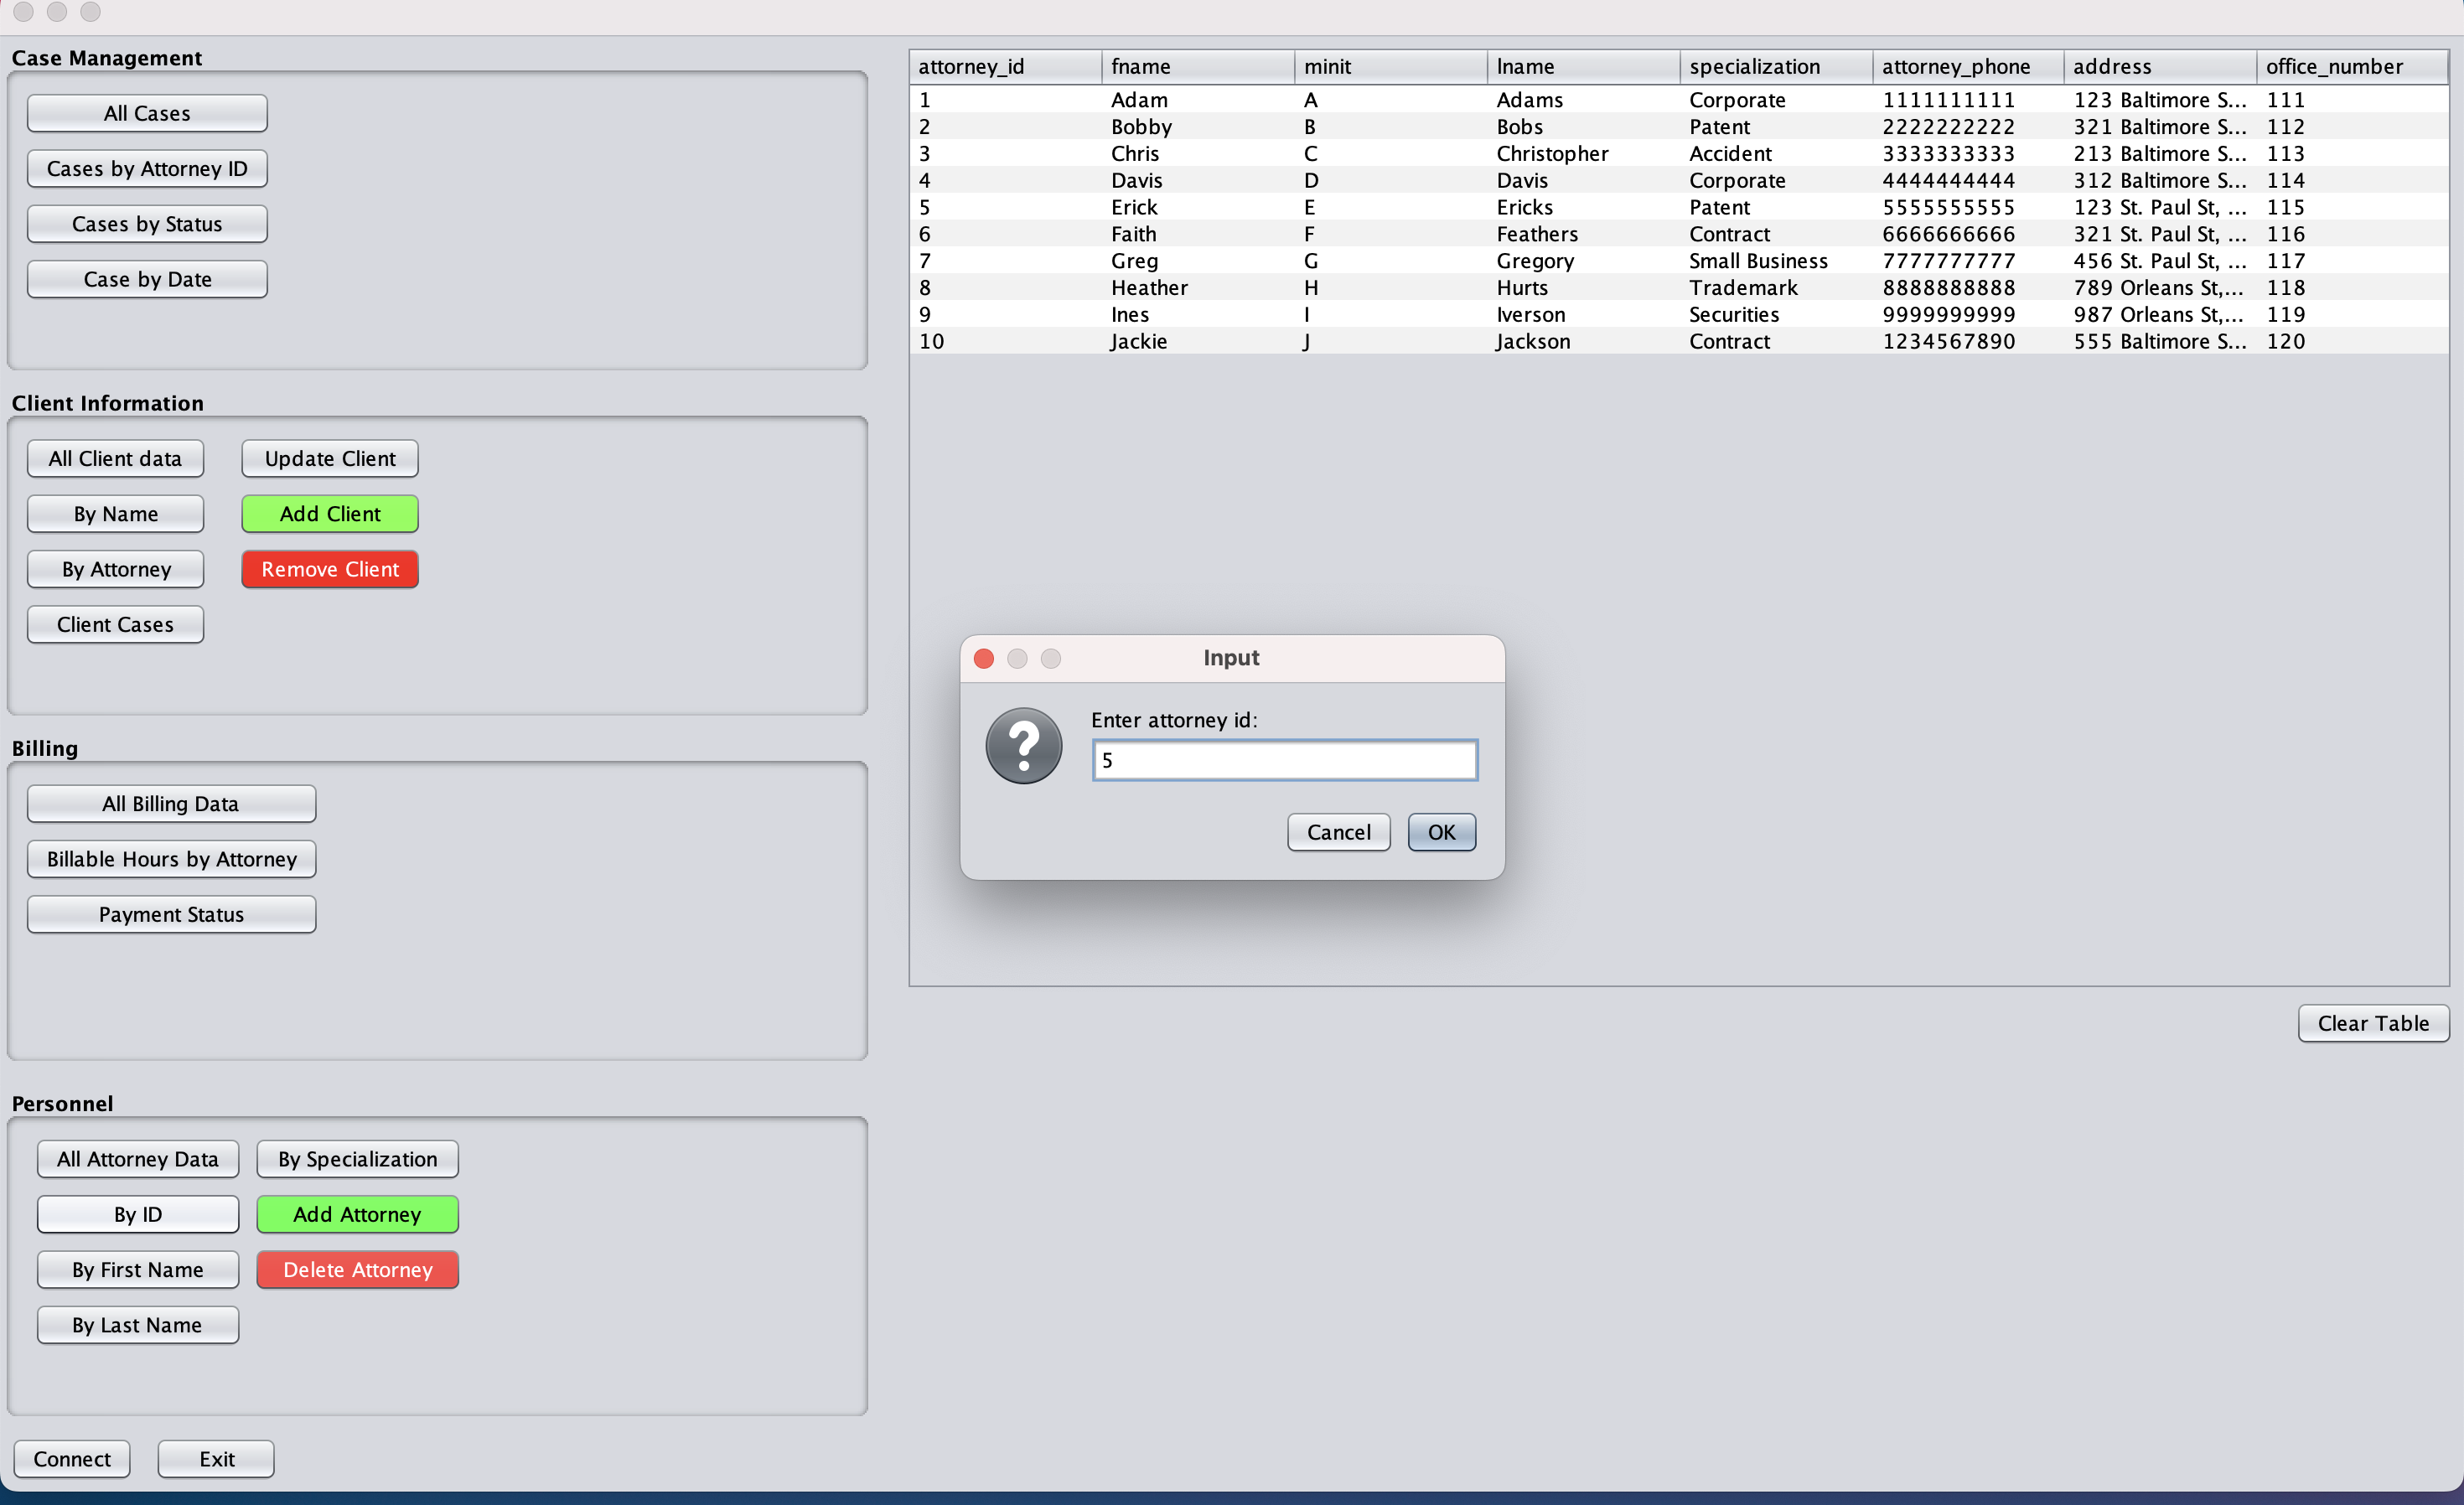 Case Management
All Cases
Cases by Attorney ID
Cases by Status
Case by Date
Client Information
All Client data Update Client
By Name Add Client
By Attorney Remove Client
Client Cases
Billing
All Billing Data
Billable Hours by Attorney
Payment Status
Personnel
All Attorney Data By Specialization
By ID Add Attorney
By First Name Delete Attorney
By Last Name
Connect Exit
attorney_id fname minit lname specialization attorney_phone address office_number
1 Adam A Adams Corporate 1111111111 123 Baltimore S... 111
2 Bobby B Bobs Patent 2222222222 321 Baltimore S... 112
3 Chris C Christopher Accident 3333333333 213 Baltimore S... 113
4 Davis D Davis Corporate 4444444444 312 Baltimore S... 114
5 Erick E Ericks Patent 5555555555 123 St. Paul St, ... 115
6 Faith F Feathers Contract 6666666666 321 St. Paul St, ... 116
7 Greg G Gregory Small Business 7777777777 456 St. Paul St, ... 117
8 Heather H Hurts Trademark 8888888888 789 Orleans St,... 118
9 Ines I Iverson Securities 9999999999 987 Orleans St,... 119
10 Jackie J Jackson Contract 1234567890 555 Baltimore S... 120
Input
?
Enter attorney id:
5
Cancel OK
Clear Table